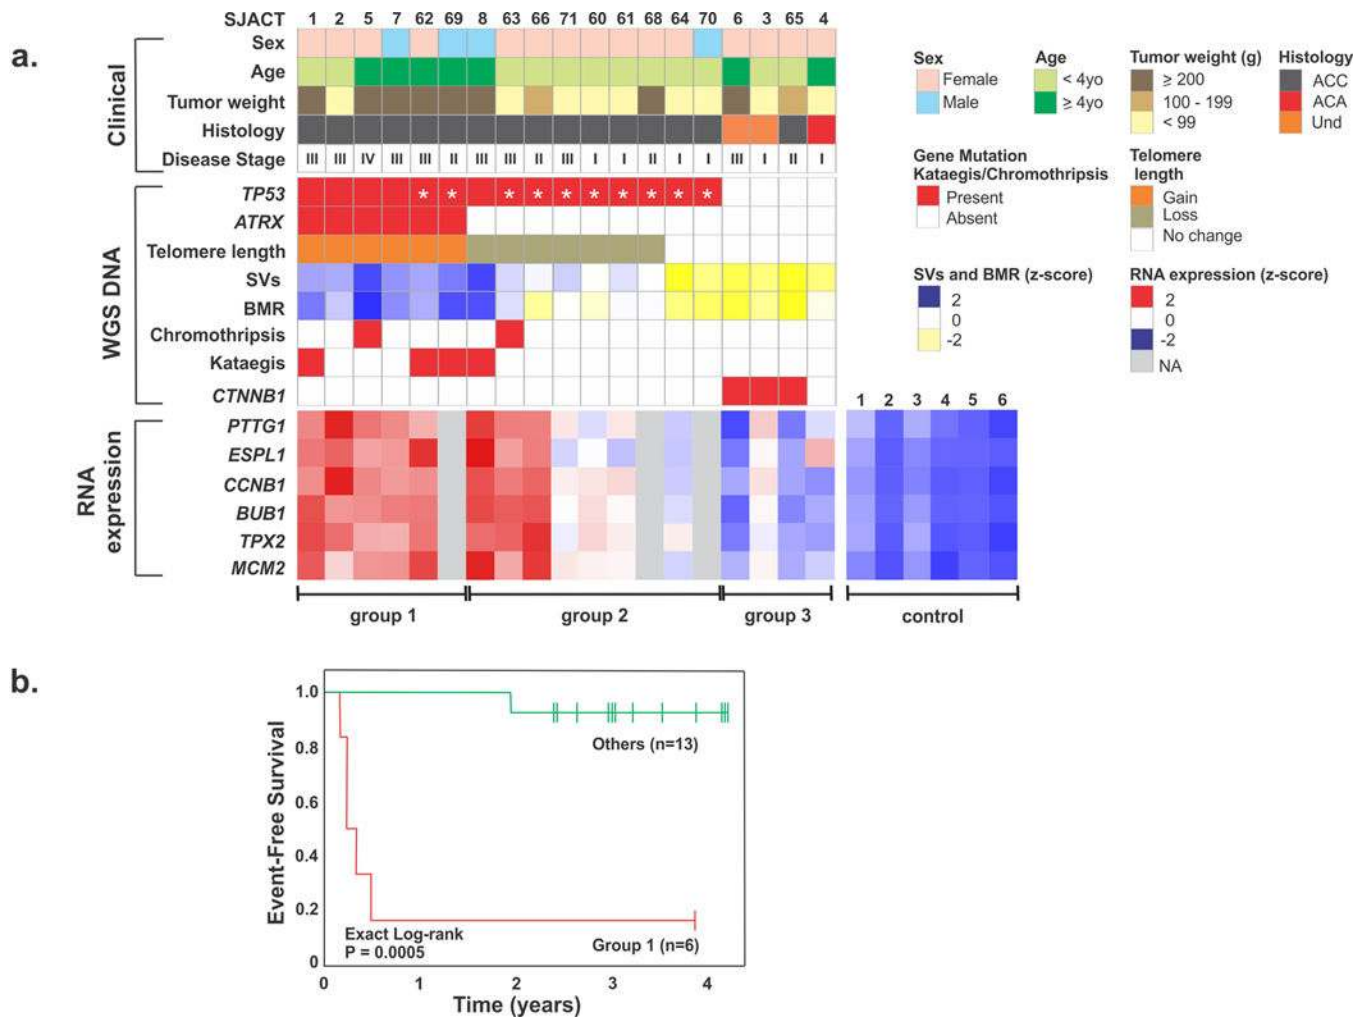 a.
SJACT 1 2 5 7 62 69 8 63 66 71 60 61 68 64 70 6 3 65 4
Clinical
Sex
Age
Tumor weight
Histology
Disease Stage III III IV III III II III III II III I I II I I III I II I
WGS DNA
TP53 * * * * * * * * * *
ATRX
Telomere length
SVs
BMR
Chromothripsis
Kataegis
CTNNB1
RNA expression
PTTG1
ESPL1
CCNB1
BUB1
TPX2
MCM2
1 2 3 4 5 6
group 1 group 2 group 3 control
Sex
Female
Male
Age
< 4yo
≥ 4yo
Tumor weight (g)
≥ 200
100 - 199
< 99
Histology
ACC
ACA
Und
Gene Mutation
Kataegis/Chromothripsis
Present
Absent
Telomere
length
Gain
Loss
No change
SVs and BMR (z-score)
2
0
-2
RNA expression (z-score)
2
0
-2
NA
b.
Event-Free Survival
1.0
0.8
0.6
0.4
0.2
0
Others (n=13)
Exact Log-rank
P = 0.0005
Group 1 (n=6)
0 1 2 3 4
Time (years)